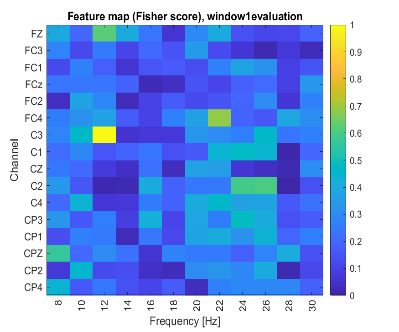 Feature map (Fisher score), window1evaluation
Channel
FZ
FC3
FC1
FCz
FC2
FC4
C3
C1
CZ
C2
C4
CP3
CP1
CPZ
CP2
CP4
8 10 12 14 16 18 20 22 24 26 28 30
Frequency [Hz]
1
0.9
0.8
0.7
0.6
0.5
0.4
0.3
0.2
0.1
0